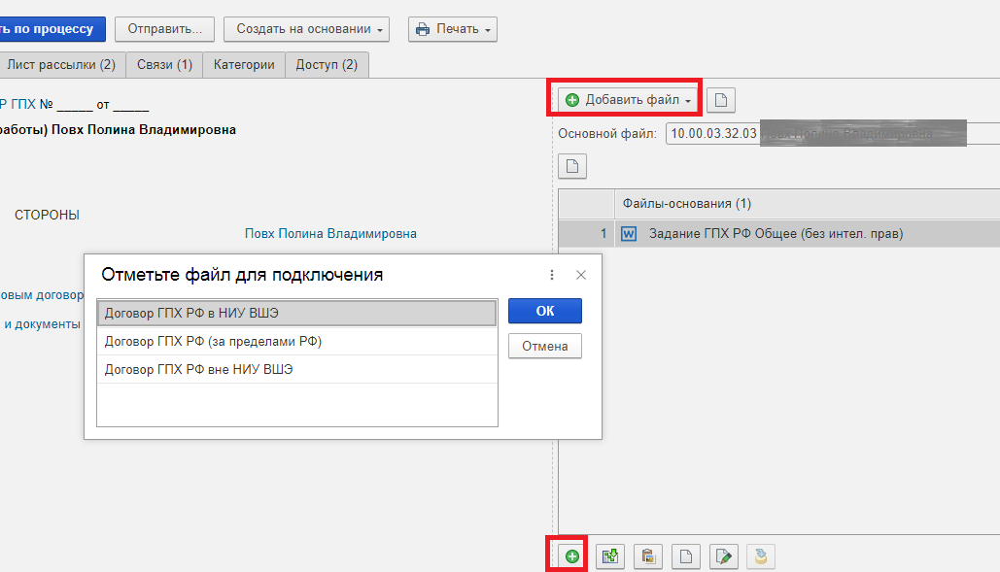 ть по процессу
Отправить...
Создать на основании
Печать
Лист рассылки (2)
Связи (1)
Категории
Доступ (2)
Р ГПХ № _____ от _____
работы) Повх Полина Владимировна
Добавить файл
Основной файл:
10.00.03.32.03
СТОРОНЫ
Повх Полина Владимировна
Файлы-основания (1)
1
Задание ГПХ РФ Общее (без интел. прав)
овым договор
и документы
Отметьте файл для подключения
Договор ГПХ РФ в НИУ ВШЭ
Договор ГПХ РФ (за пределами РФ)
Договор ГПХ РФ вне НИУ ВШЭ
ОК
Отмена